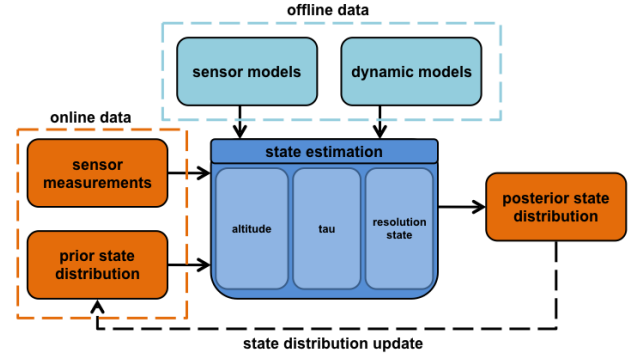 offline data
sensor models
dynamic models
online data
sensor
measurements
prior state
distribution
state estimation
altitude
tau
resolution
state
posterior state
distribution
state distribution update